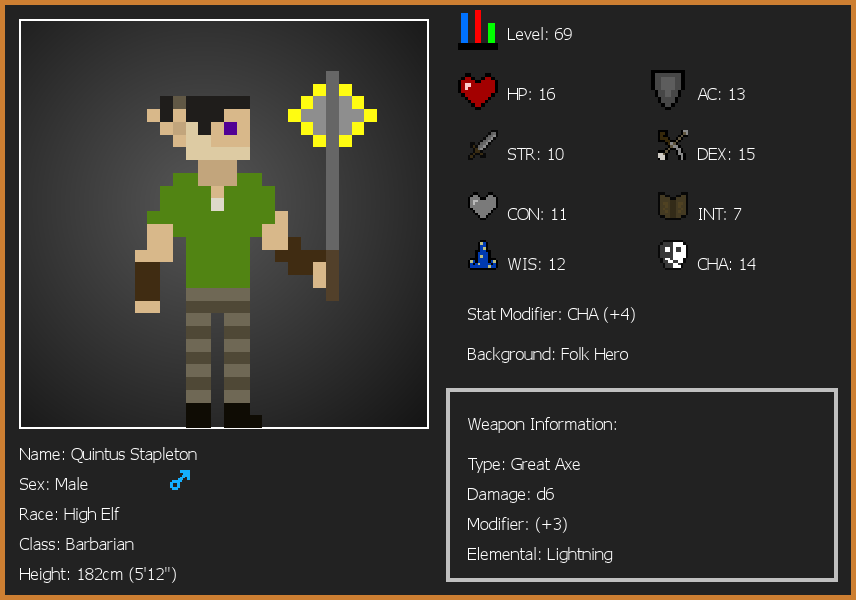 Level: 69
HP: 16
AC: 13
STR: 10
DEX: 15
CON: 11
INT: 7
WIS: 12
CHA: 14
Stat Modifier: CHA (+4)
Background: Folk Hero
Weapon Information:
Type: Great Axe
Damage: d6
Modifier: (+3)
Elemental: Lightning
Name: Quintus Stapleton
Sex: Male
Race: High Elf
Class: Barbarian
Height: 182cm (5'12")